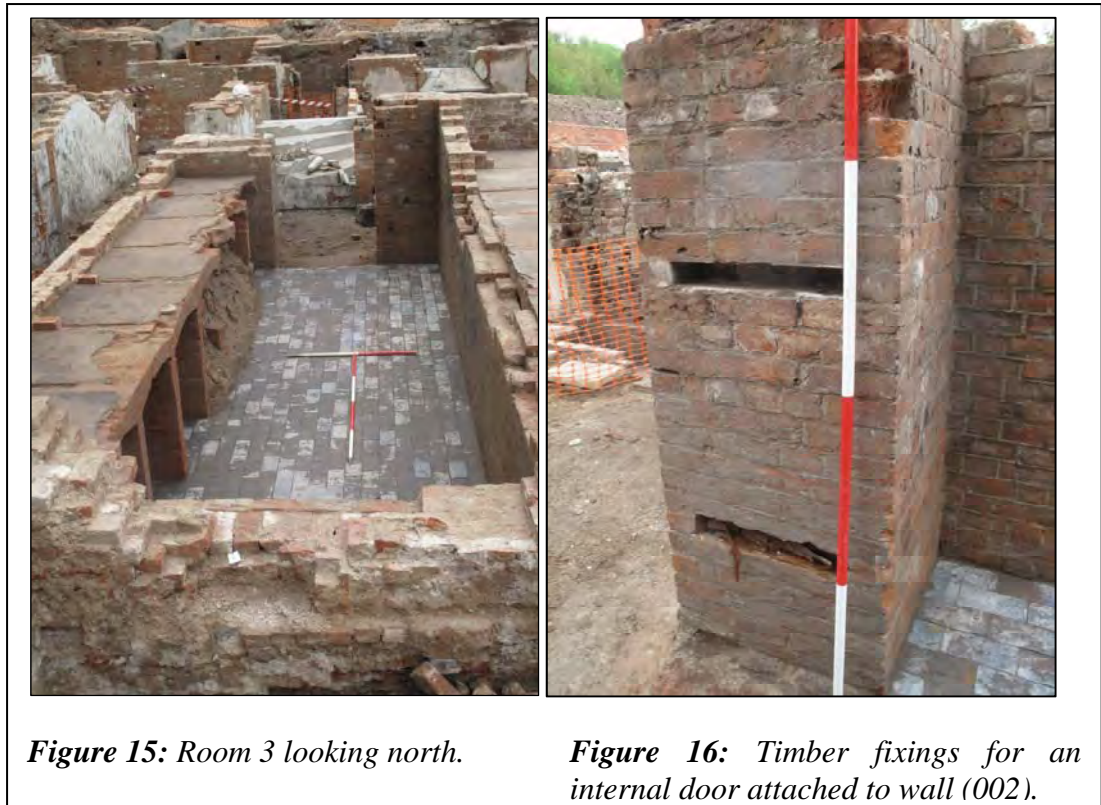 Figure 15: Room 3 looking north.
Figure 16: Timber fixings for an
internal door attached to wall (002).